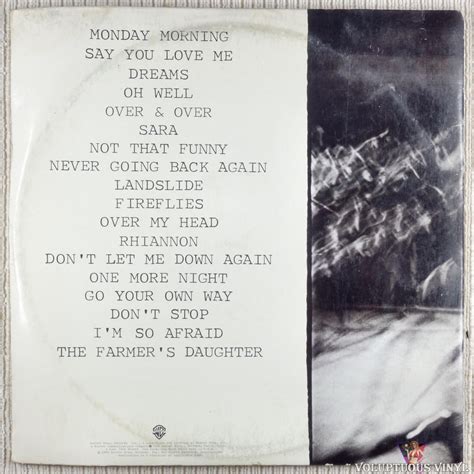 MONDAY MORNING
SAY YOU LOVE ME
DREAMS
OH WELL
OVER & OVER
SARA
NOT THAT FUNNY
NEVER GOING BACK AGAIN
LANDSLIDE
FIREFLIES
OVER MY HEAD
RHIANNON
DON'T LET ME DOWN AGAIN
ONE MORE NIGHT
GO YOUR OWN WAY
DON'T STOP
I'M SO AFRAID
THE FARMER'S DAUGHTER
VOLUPTUOUS VINYL